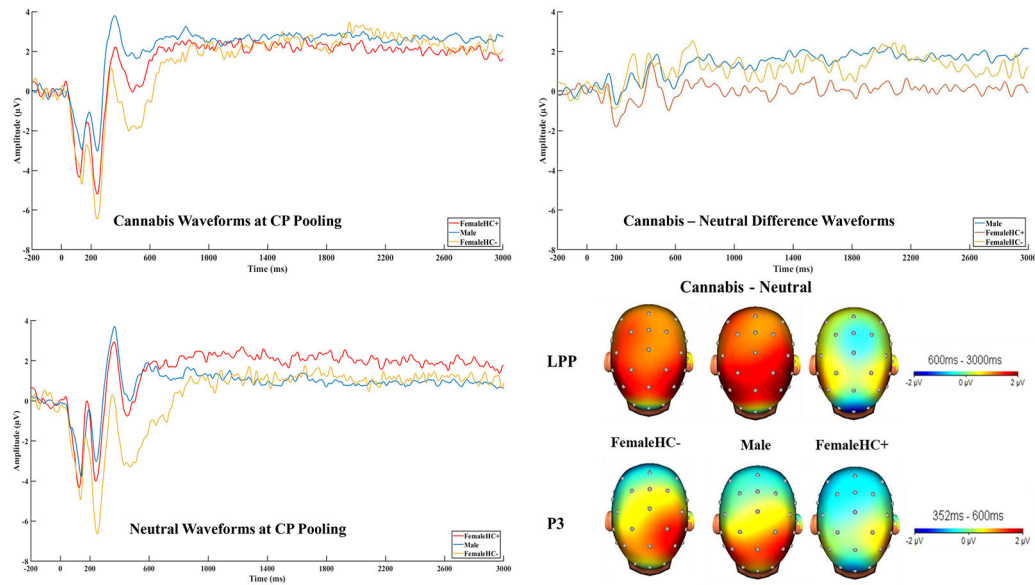 4
2
0
-2
-4
-6
-8
Amplitude (µV)
-200
0
200
600
1000
1400
1800
2200
2600
3000
Time (ms)
Cannabis Waveforms at CP Pooling
FemaleHC+
Male
FemaleHC-
4
2
0
-2
-4
-6
-8
Amplitude (µV)
-200
0
200
600
1000
1400
1800
2200
2600
3000
Time (ms)
Cannabis – Neutral Difference Waveforms
Male
FemaleHC+
FemaleHC-
4
2
0
-2
-4
-6
-8
Amplitude (µV)
-200
0
200
600
1000
1400
1800
2200
2600
3000
Time (ms)
Neutral Waveforms at CP Pooling
FemaleHC+
Male
FemaleHC-
Cannabis - Neutral
LPP
600ms - 3000ms
-2 µV 0 µV 2 µV
FemaleHC- Male FemaleHC+
P3
352ms - 600ms
-2 µV 0 µV 2 µV